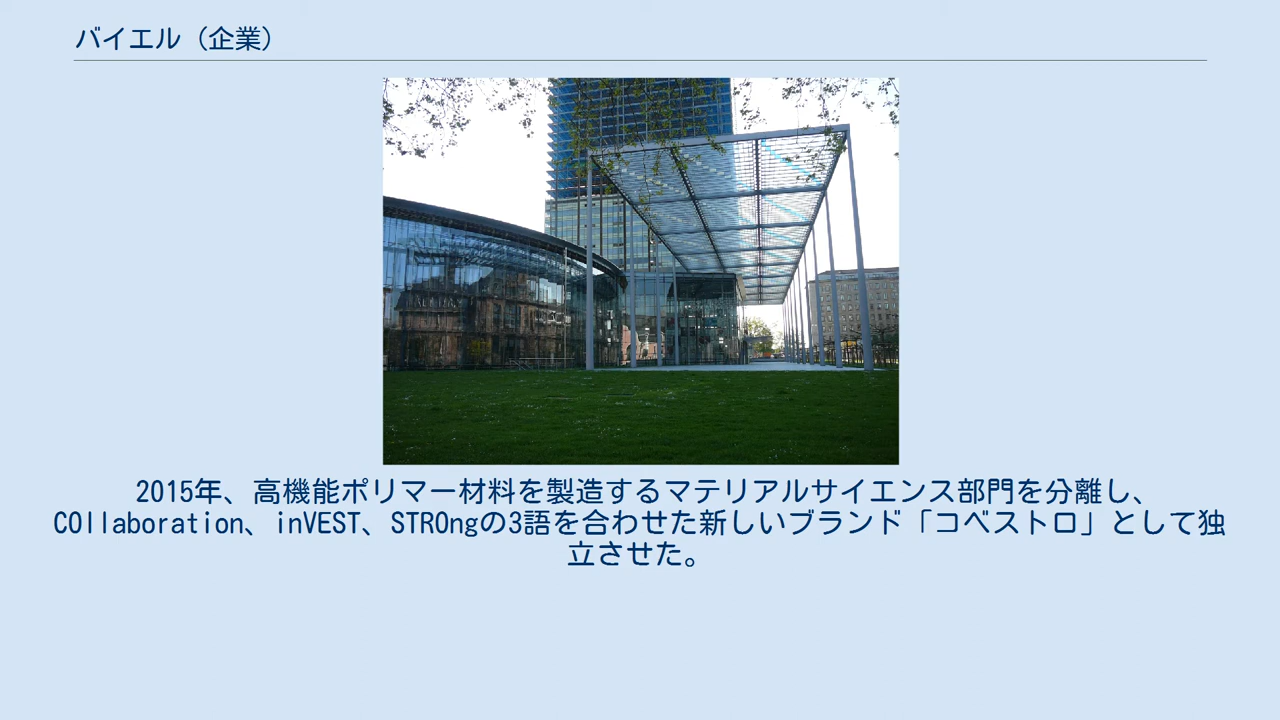 バイエル（企業）
2015年、高機能ポリマー材料を製造するマテリアルサイエンス部門を分離し、
COllaboration、inVEST、STROngの3語を合わせた新しいブランド「コベストロ」として独
立させた。